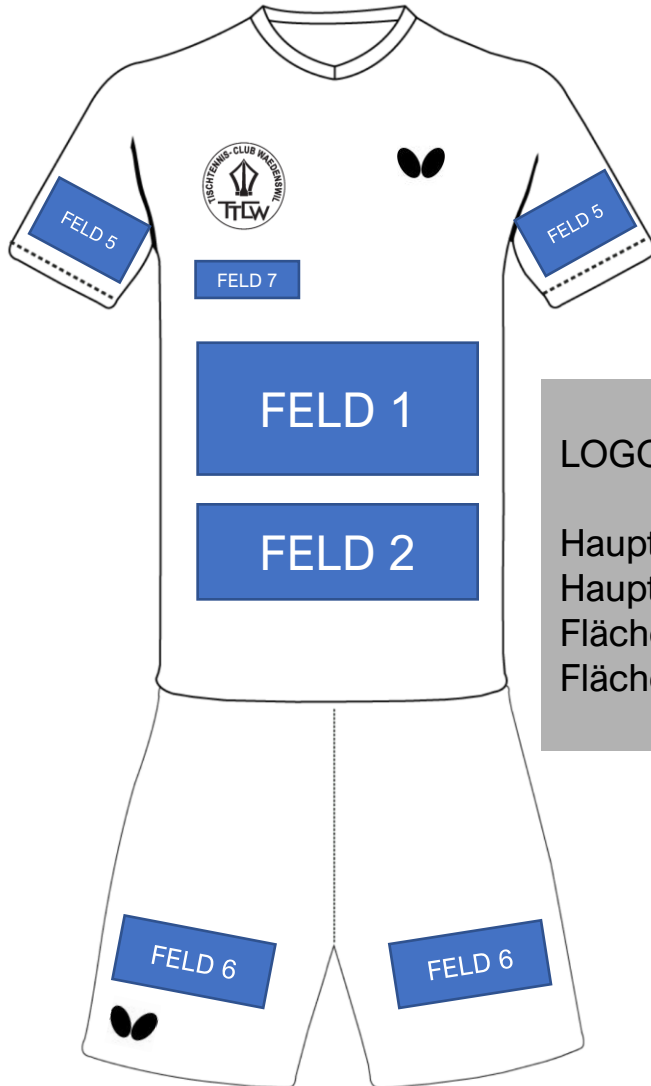 TISCHTENNIS-CLUB WAEDENSWIL
TTCW
FELD 5
FELD 5
FELD 7
FELD 1
LOGO
Haupt
FELD 2
Haupt
Fläche
Fläche
FELD 6
FELD 6